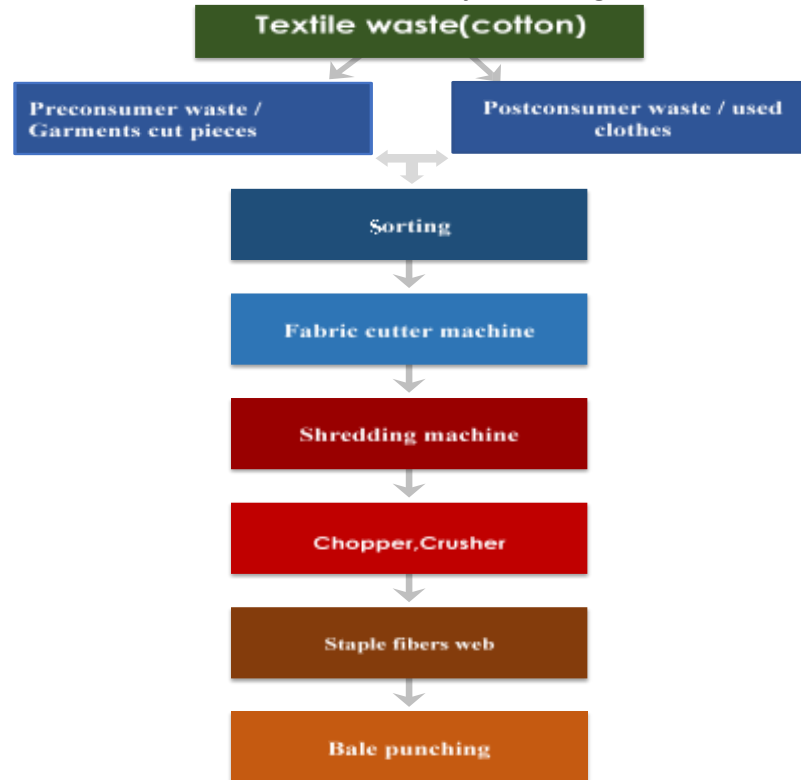 Textile waste(cotton)
Preconsumer waste /
Garments cut pieces
Postconsumer waste / used
clothes
Sorting
Fabric cutter machine
Shredding machine
Chopper,Crusher
Staple fibers web
Bale punching